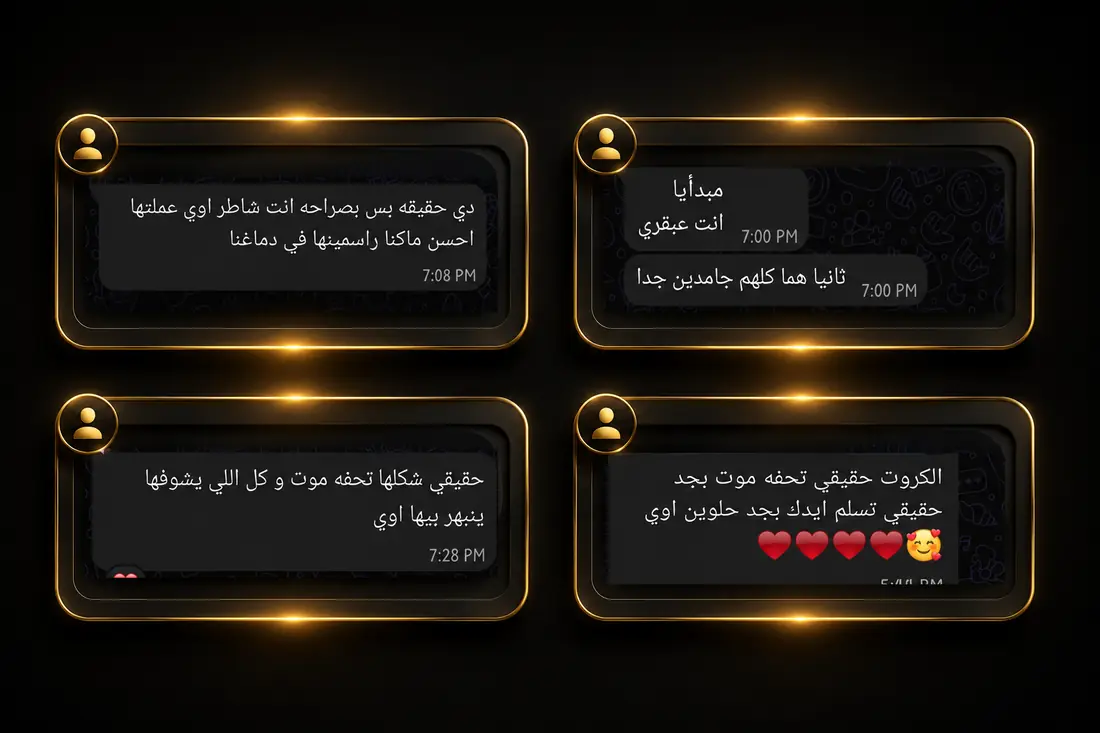 دي حقيقه بس بصراحه انت شاطر اوي عملتها
احسن ماكنا راسمينها في دماغنا
7:08 PM
مبدأيا
انت عبقري
7:00 PM
ثانيا هما كلهم جامدين جدا
7:00 PM
حقيقي شكلها تحفه موت و كل اللي يشوفها
ينبهر بيها اوي
7:28 PM
الكروت حقيقي تحفه موت بجد
حقيقي تسلم ايدك بجد حلوين اوي
🥰❤️❤️❤️❤️